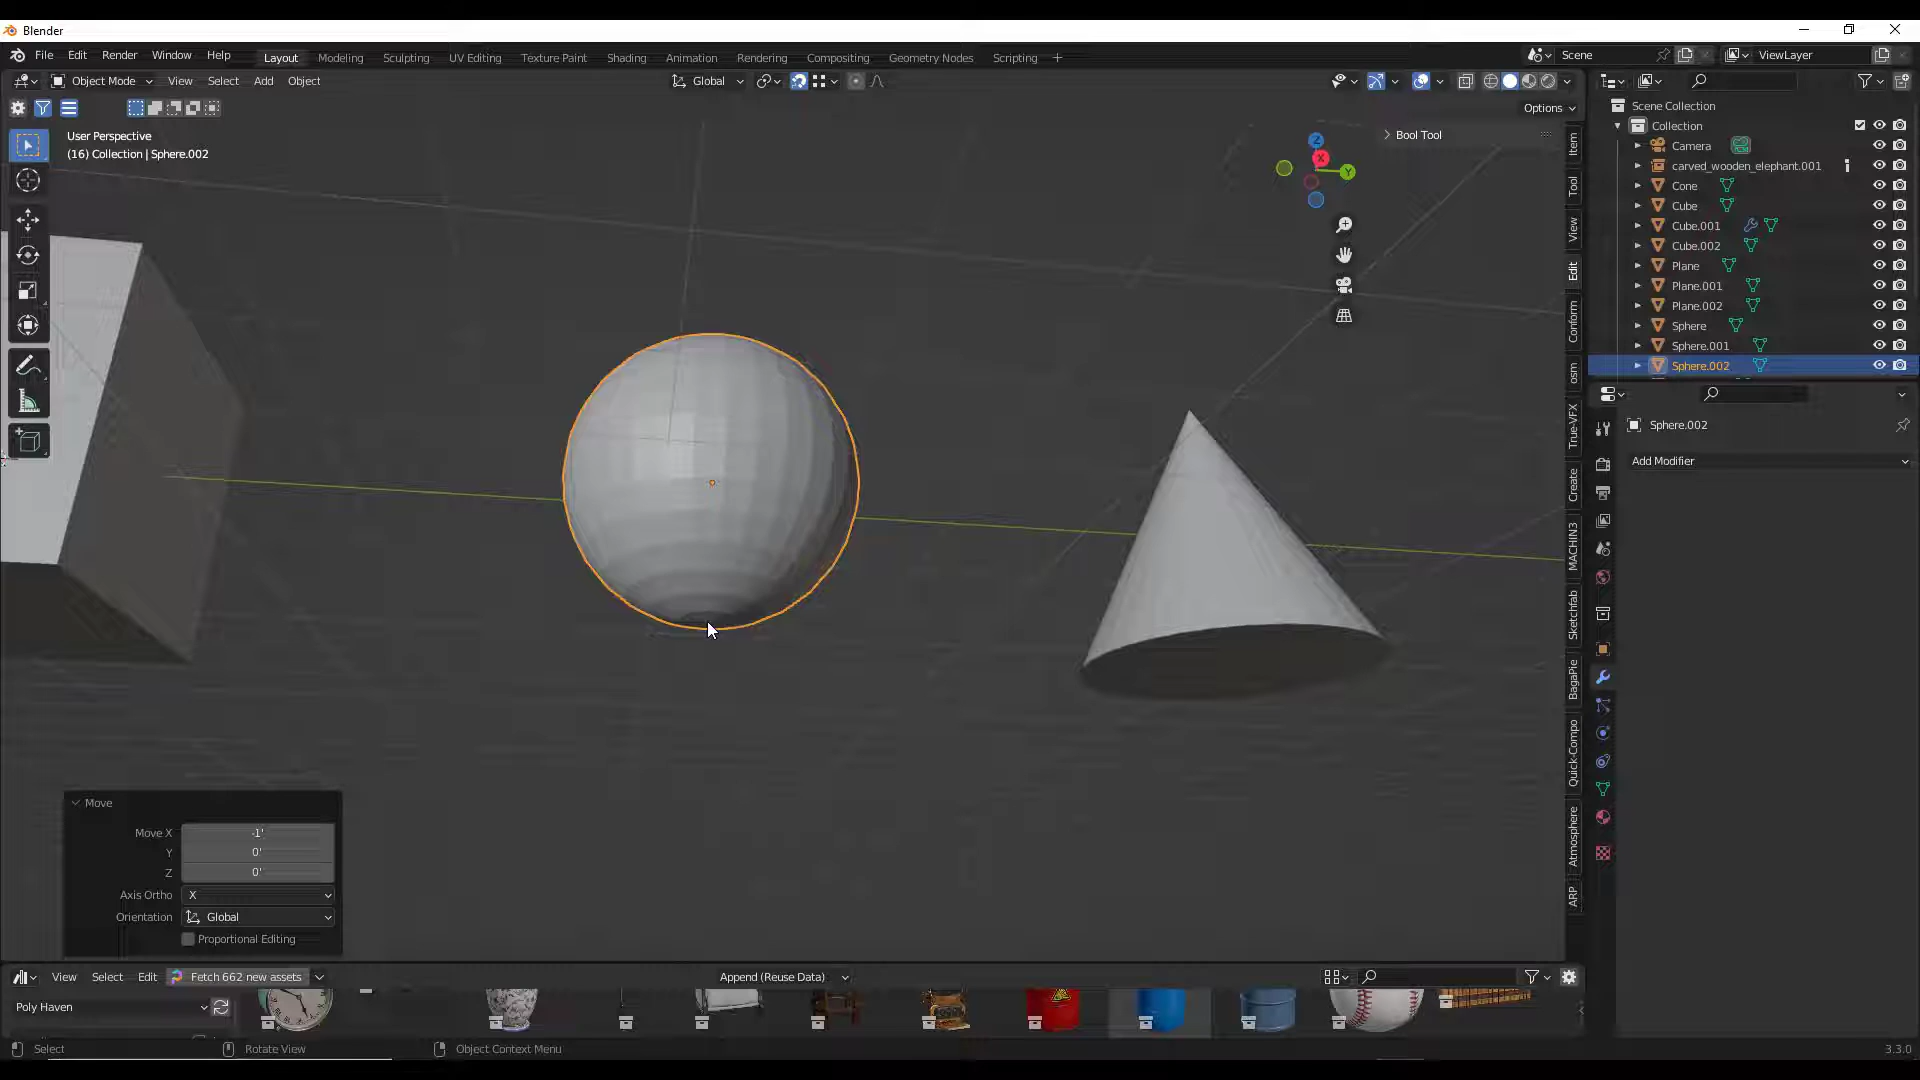 Blender
File Edit Render Window Help Layout Modeling Sculpting UV Editing Texture Paint Shading Animation Rendering Compositing Geometry Nodes Scripting + Scene ViewLayer
Object Mode View Select Add Object Global
Options
User Perspective
(16) Collection | Sphere.002
Bool Tool
Z
X
Y
Item
Tool
View
Edit
Conform
osm
True-VFX
Create
MACHIN3
Sketchfab
BagaPie
Quick-Compo
Atmosphere
ARP
Scene Collection
Collection
Camera
carved_wooden_elephant.001
Cone
Cube
Cube.001
Cube.002
Plane
Plane.001
Plane.002
Sphere
Sphere.001
Sphere.002
Sphere.002
Add Modifier
Move
Move X -1'
Y 0'
Z 0'
Axis Ortho X
Orientation Global
Proportional Editing
View Select Edit Fetch 662 new assets Append (Reuse Data)
Poly Haven
Select Rotate View Object Context Menu 3.3.0